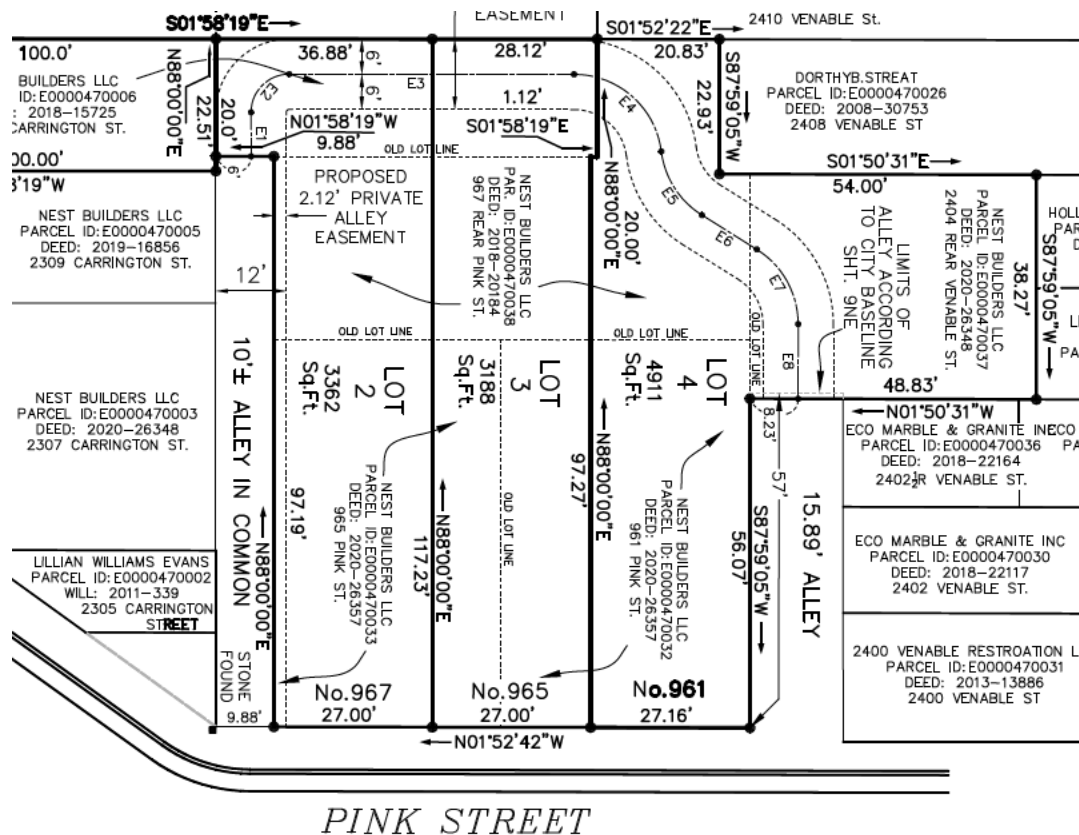 EASEMENT
S01°58'19"E
S01°52'22"E
2410 VENABLE St.
100.0'
36.88'
6'
28.12'
20.83'
BUILDERS LLC
ID:E0000470006
2018-15725
CARRINGTON ST.
N88°00'00"E
22.51'
20.0'
E2
E1
6'
E3
1.12'
N01°58'19"W
9.88'
S01°58'19"E
OLD LOT LINE
E4
22.93'
S87°59'05"W
DORTHYB.STREAT
PARCEL ID:E0000470026
DEED: 2008-30753
2408 VENABLE ST
S01°50'31"E
54.00'
00.00'
3'19"W
6'
NEST BUILDERS LLC
PARCEL ID:E0000470005
DEED: 2019-16856
2309 CARRINGTON ST.
PROPOSED
2.12' PRIVATE
ALLEY
EASEMENT
12'
NEST BUILDERS LLC
PAR. ID:E0000470038
DEED: 2018-20184
967 REAR PINK ST.
N88°00'00"E
20.00'
E5
E6
E7
E8
LIMITS OF
ALLEY ACCORDING
TO CITY BASELINE
SHT. 9NE
NEST BUILDERS LLC
PARCEL ID:E0000470037
DEED: 2020-26348
2404 REAR VENABLE ST.
38.27'
S87°59'05"W
HOLL
PAR
D
L
PA
OLD LOT LINE
OLD LOT LINE
OLD LOT LINE
48.83'
N01°50'31"W
8.23'
NEST BUILDERS LLC
PARCEL ID:E0000470003
DEED: 2020-26348
2307 CARRINGTON ST.
10'± ALLEY IN COMMON
LOT
2
3362
Sq.Ft.
LOT
3
3188
Sq.Ft.
LOT
4
4911
Sq.Ft.
ECO MARBLE & GRANITE INC
ECO
PARCEL ID:E0000470036
PA
DEED: 2018-22164
2402½R VENABLE ST.
97.19'
N88°00'00"E
NEST BUILDERS LLC
PARCEL ID:E0000470033
DEED: 2020-26357
965 PINK ST.
117.23'
N88°00'00"E
OLD LOT LINE
97.27'
N88°00'00"E
NEST BUILDERS LLC
PARCEL ID:E0000470032
DEED: 2020-26357
961 PINK ST.
57'
56.07'
S87°59'05"W
15.89' ALLEY
ECO MARBLE & GRANITE INC
PARCEL ID:E0000470030
DEED: 2018-22117
2402 VENABLE ST.
LILLIAN WILLIAMS EVANS
PARCEL ID:E0000470002
WILL: 2011-339
2305 CARRINGTON
STREET
2400 VENABLE RESTROATION L
PARCEL ID:E0000470031
DEED: 2013-13886
2400 VENABLE ST
STONE
FOUND
9.88'
No.967
27.00'
No.965
27.00'
No.961
27.16'
N01°52'42"W
PINK STREET